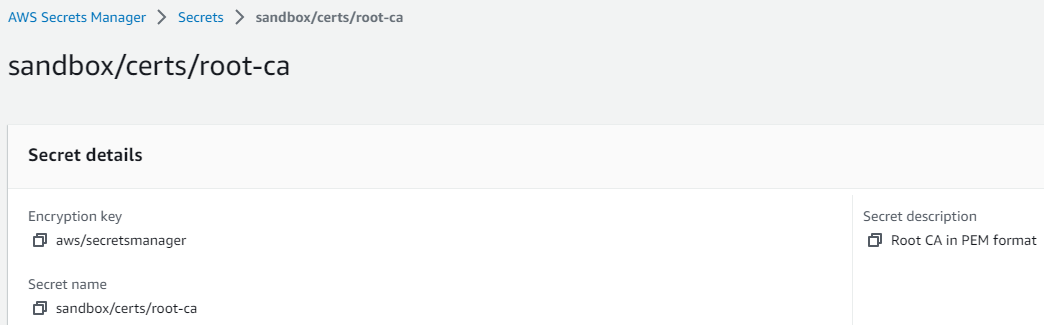 AWS Secrets Manager > Secrets > sandbox/certs/root-ca
sandbox/certs/root-ca
Secret details
Encryption key
aws/secretsmanager
Secret name
sandbox/certs/root-ca
Secret description
Root CA in PEM format